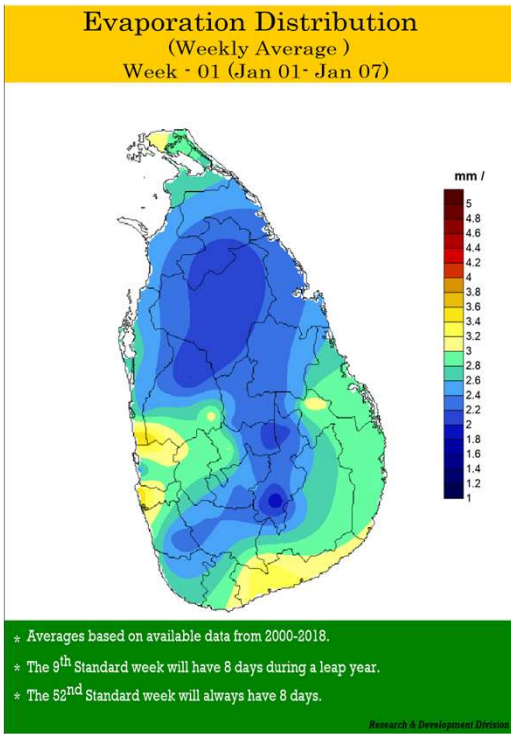 Evaporation Distribution
(Weekly Average )
Week - 01 (Jan 01- Jan 07)
mm /
5
4.8
4.6
4.4
4.2
4
3.8
3.6
3.4
3.2
3
2.8
2.6
2.4
2.2
2
1.8
1.6
1.4
1.2
1
* Averages based on available data from 2000-2018.
* The 9th Standard week will have 8 days during a leap year.
* The 52nd Standard week will always have 8 days.
Research & Development Division